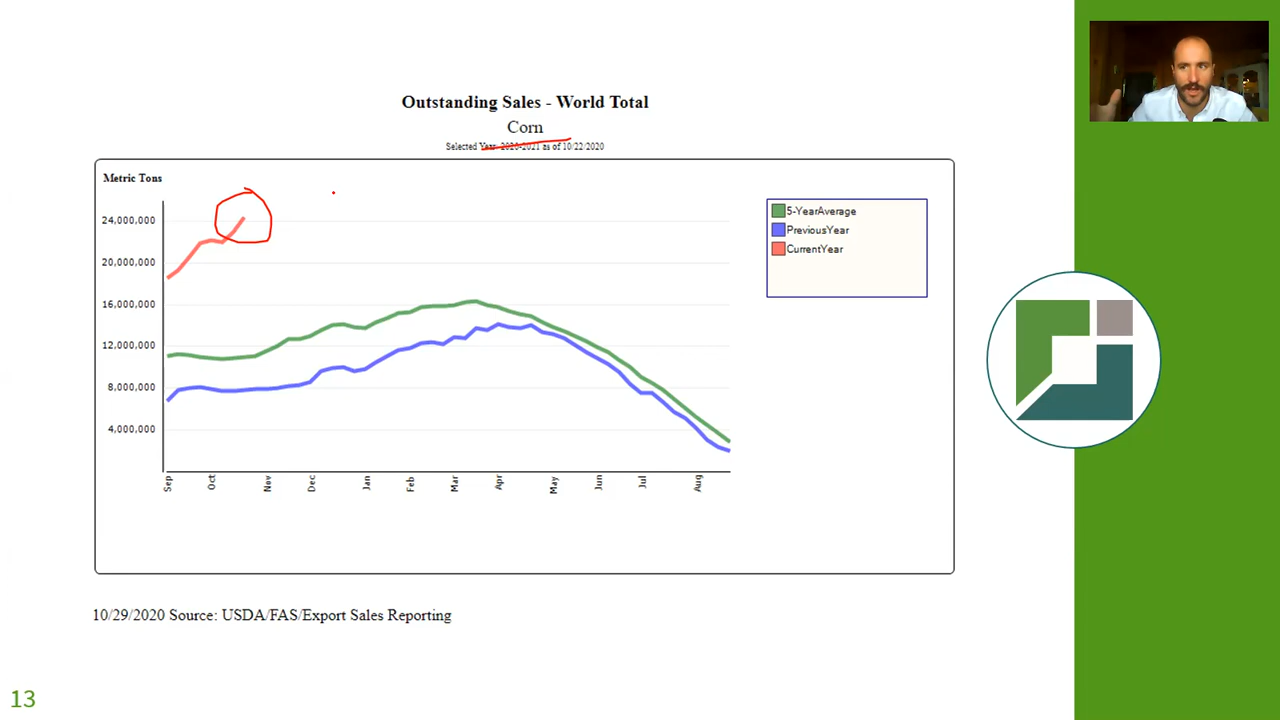 Outstanding Sales - World Total
Corn
Selected Year: 2020-2021 as of 10/22/2020
Metric Tons
24,000,000
20,000,000
16,000,000
12,000,000
8,000,000
4,000,000
Sep
Oct
Nov
Dec
Jan
Feb
Mar
Apr
May
Jun
Jul
Aug
5-YearAverage
PreviousYear
CurrentYear
10/29/2020 Source: USDA/FAS/Export Sales Reporting
13